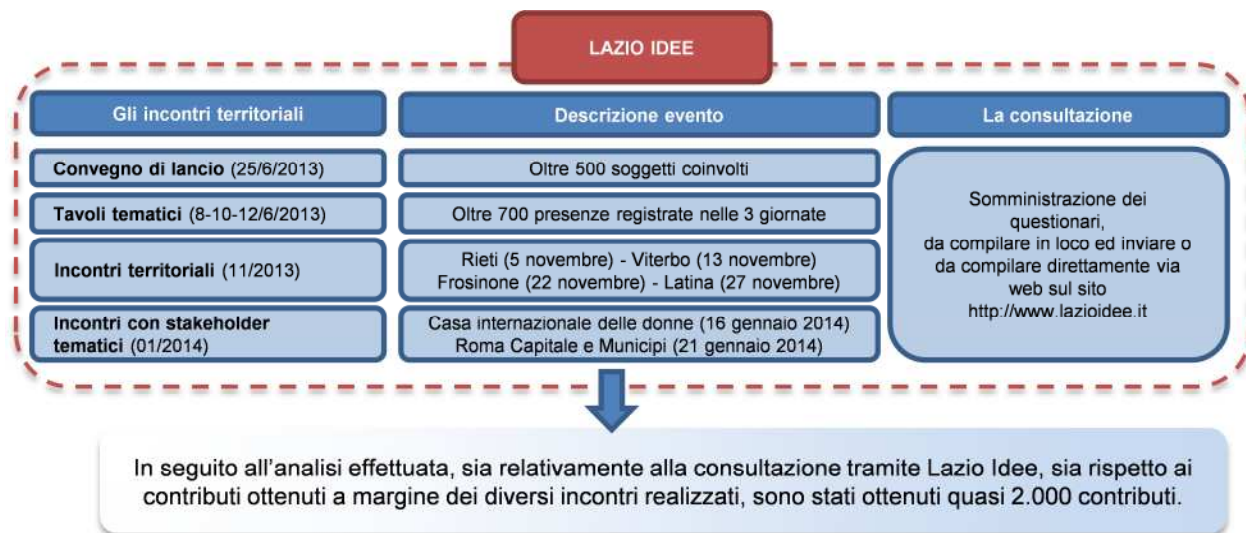 LAZIO IDEE
Gli incontri territoriali
Descrizione evento
La consultazione
Convegno di lancio (25/6/2013)
Oltre 500 soggetti coinvolti
Tavoli tematici (8-10-12/6/2013)
Oltre 700 presenze registrate nelle 3 giornate
Incontri territoriali (11/2013)
Rieti (5 novembre) - Viterbo (13 novembre)
Frosinone (22 novembre) - Latina (27 novembre)
Incontri con stakeholder
tematici (01/2014)
Casa internazionale delle donne (16 gennaio 2014)
Roma Capitale e Municipi (21 gennaio 2014)
Somministrazione dei
questionari,
da compilare in loco ed inviare o
da compilare direttamente via
web sul sito
http://www.lazioidee.it
In seguito all'analisi effettuata, sia relativamente alla consultazione tramite Lazio Idee, sia rispetto ai
contributi ottenuti a margine dei diversi incontri realizzati, sono stati ottenuti quasi 2.000 contributi.